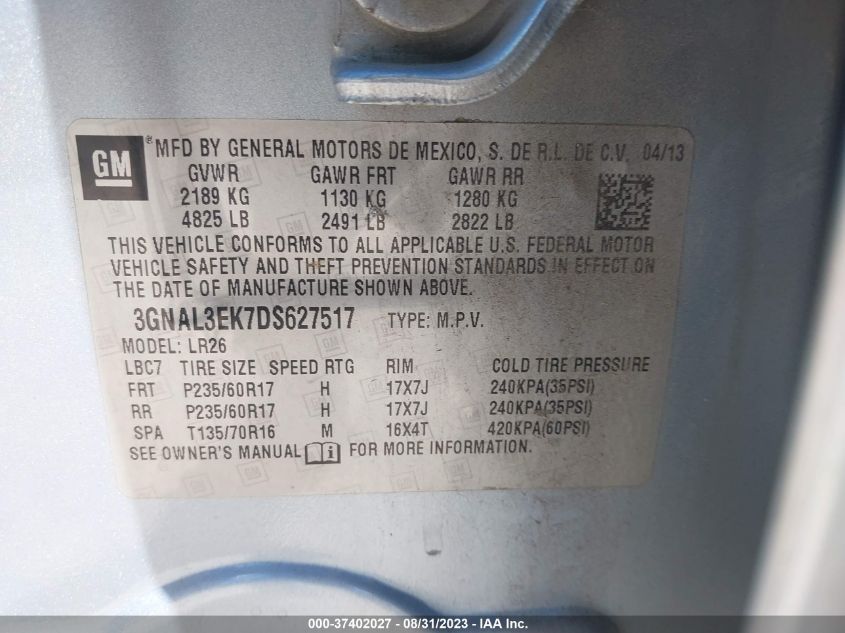 GM ® MFD BY GENERAL MOTORS DE MEXICO, S. DE R.L. DE C.V. 04/13
GVWR GAWR FRT GAWR RR
2189 KG 1130 KG 1280 KG
4825 LB 2491 LB 2822 LB
THIS VEHICLE CONFORMS TO ALL APPLICABLE U.S. FEDERAL MOTOR
VEHICLE SAFETY AND THEFT PREVENTION STANDARDS IN EFFECT ON
THE DATE OF MANUFACTURE SHOWN ABOVE.
3GNAL3EK7DS627517 TYPE: M.P.V.
MODEL: LR26
LBC7 TIRE SIZE SPEED RTG RIM COLD TIRE PRESSURE
FRT P235/60R17 H 17X7J 240KPA(35PSI)
RR P235/60R17 H 17X7J 240KPA(35PSI)
SPA T135/70R16 M 16X4T 420KPA(60PSI)
SEE OWNER'S MANUAL i FOR MORE INFORMATION.
000-37402027 - 08/31/2023 - IAA Inc.